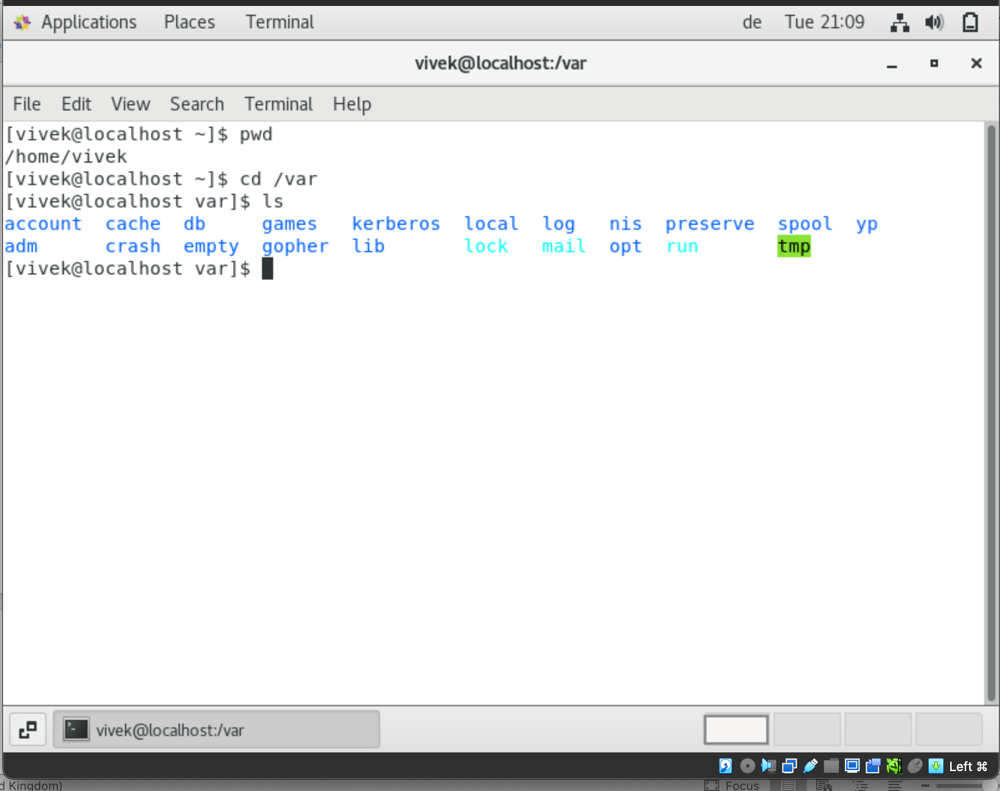 Applications Places Terminal de Tue 21:09
vivek@localhost:/var
File Edit View Search Terminal Help
[vivek@localhost ~]$ pwd
/home/vivek
[vivek@localhost ~]$ cd /var
[vivek@localhost var]$ ls
account cache db games kerberos local log nis preserve spool yp
adm crash empty gopher lib lock mail opt run tmp
[vivek@localhost var]$
vivek@localhost:/var
Left ⌘
d Kingdom) Focus